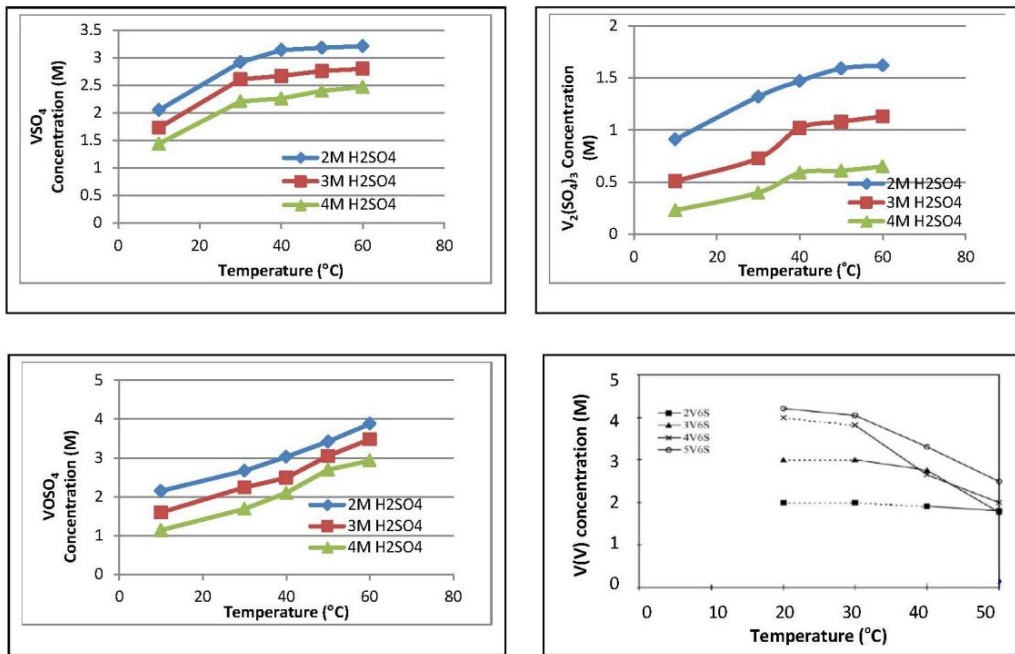 3.5
3
2.5
2
1.5
1
0.5
0
VSO₄
Concentration (M)
2M H2SO4
3M H2SO4
4M H2SO4
0 20 40 60 80
Temperature (°C)
2
1.5
1
0.5
0
V₂(SO₄)₃ Concentration
(M)
2M H2SO4
3M H2SO4
4M H2SO4
0 20 40 60 80
Temperature (°C)
5
4
3
2
1
0
VOSO₄
Concentration (M)
2M H2SO4
3M H2SO4
4M H2SO4
0 20 40 60 80
Temperature (°C)
5
4
3
2
1
0
V(V) concentration (M)
2V6S
3V6S
4V6S
5V6S
0 10 20 30 40 50
Temperature (°C)